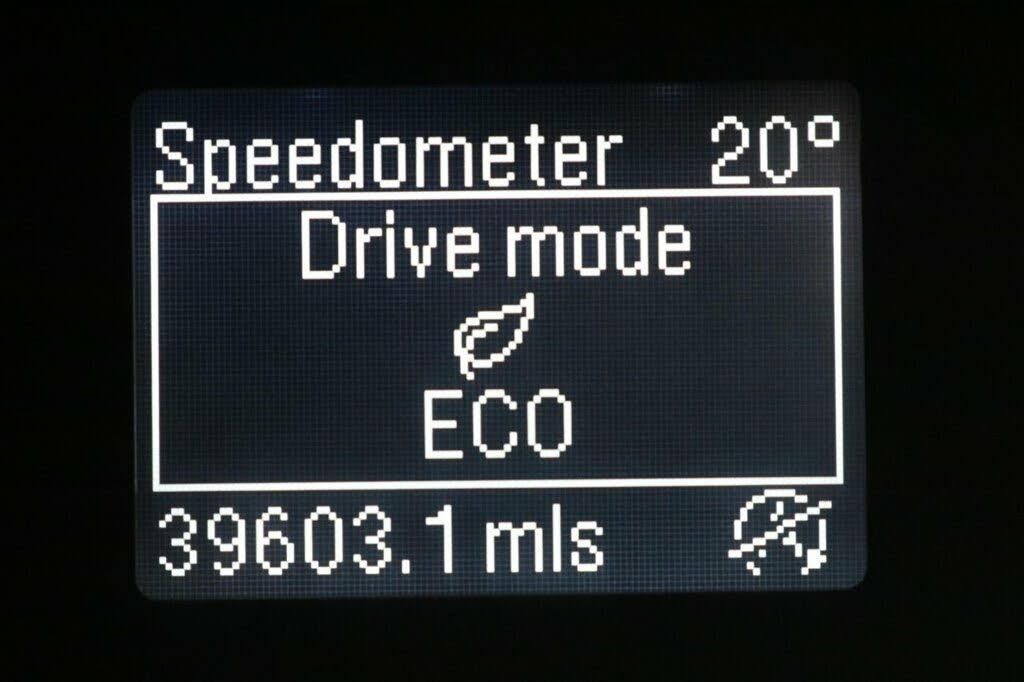 Speedometer 20°
Drive mode
ECO
39603.1 mls